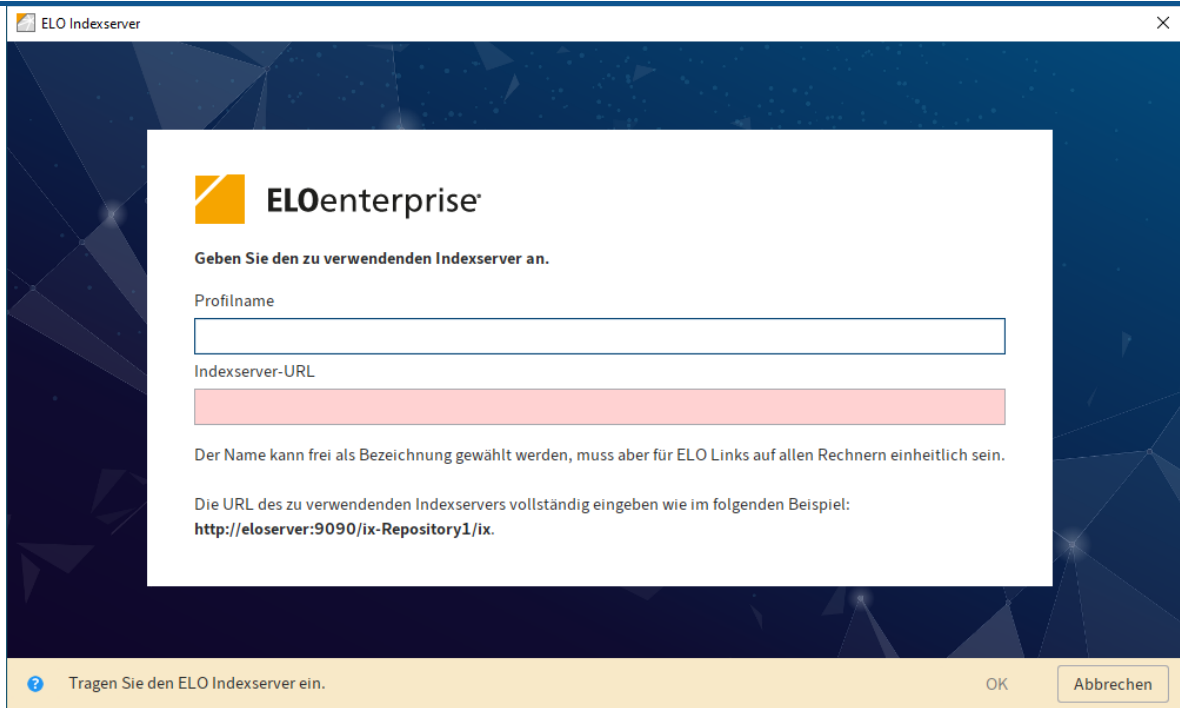 ELO Indexserver
ELOenterprise
Geben Sie den zu verwendenden Indexserver an.
Profilname
Indexserver-URL
Der Name kann frei als Bezeichnung gewählt werden, muss aber für ELO Links auf allen Rechnern einheitlich sein.
Die URL des zu verwendenden Indexservers vollständig eingeben wie im folgenden Beispiel:
http://eloserver:9090/ix-Repository1/ix.
Tragen Sie den ELO Indexserver ein.
OK
Abbrechen